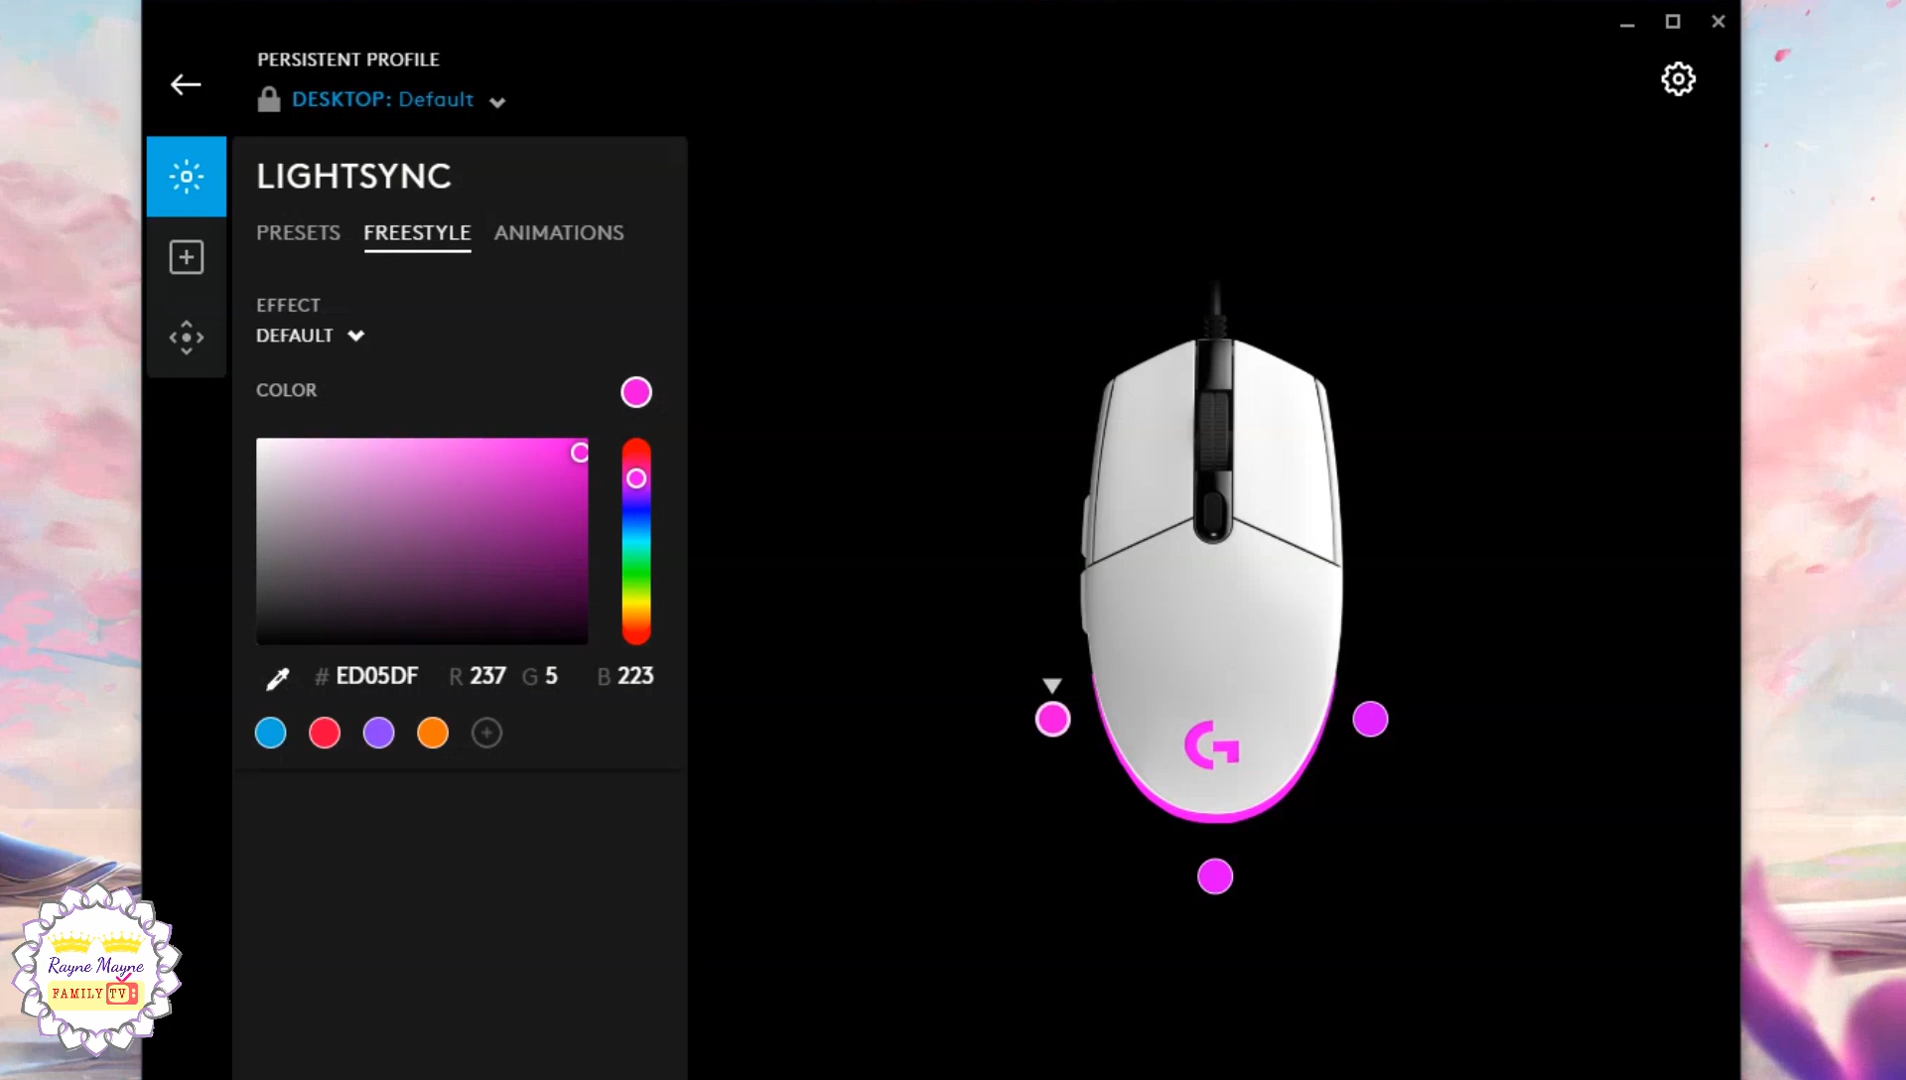 PERSISTENT PROFILE
DESKTOP: Default
LIGHTSYNC
PRESETS FREESTYLE ANIMATIONS
EFFECT
DEFAULT
COLOR
# ED05DF R 237 G 5 B 223
G
Rayne Mayne
FAMILY TV